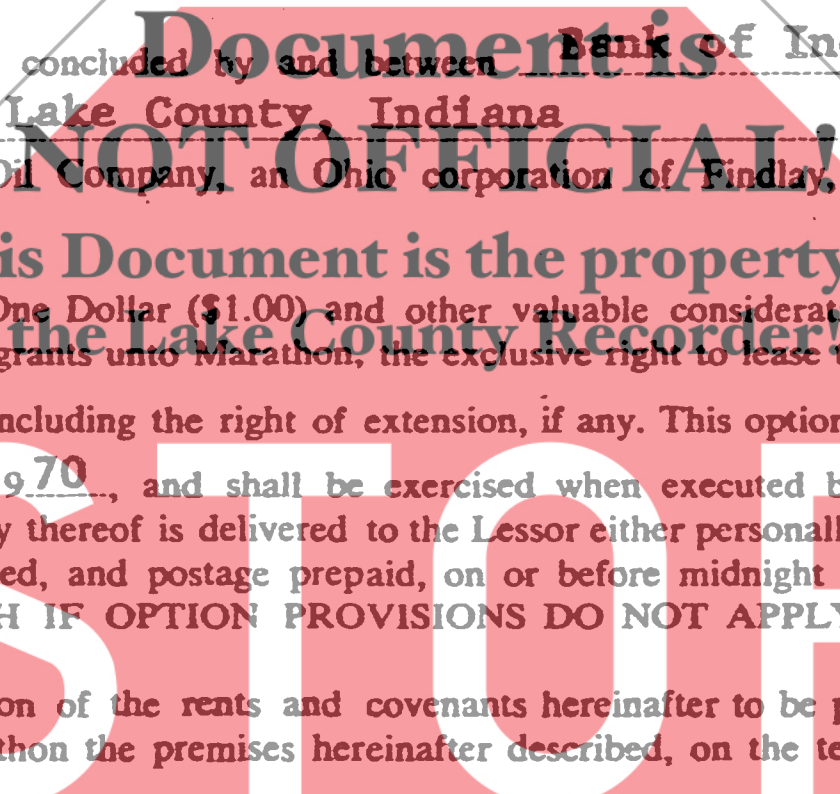 Document is
concluded by and between Bank of In
Lake County, Indiana
NOT OFFICIAL!
Oil Company, an Ohio corporation of Findlay,
is Document is the property
One Dollar ($1.00) and other valuable considerat
the Lake County Recorder!
grants unto Marathon, the exclusive right to lease
ncluding the right of extension, if any. This option
9 70, and shall be exercised when executed b
y thereof is delivered to the Lessor either personall
ed, and postage prepaid, on or before midnight
H IF OPTION PROVISIONS DO NOT APPLY
STOP
on of the rents and covenants hereinafter to be p
thon the premises hereinafter described, on the te